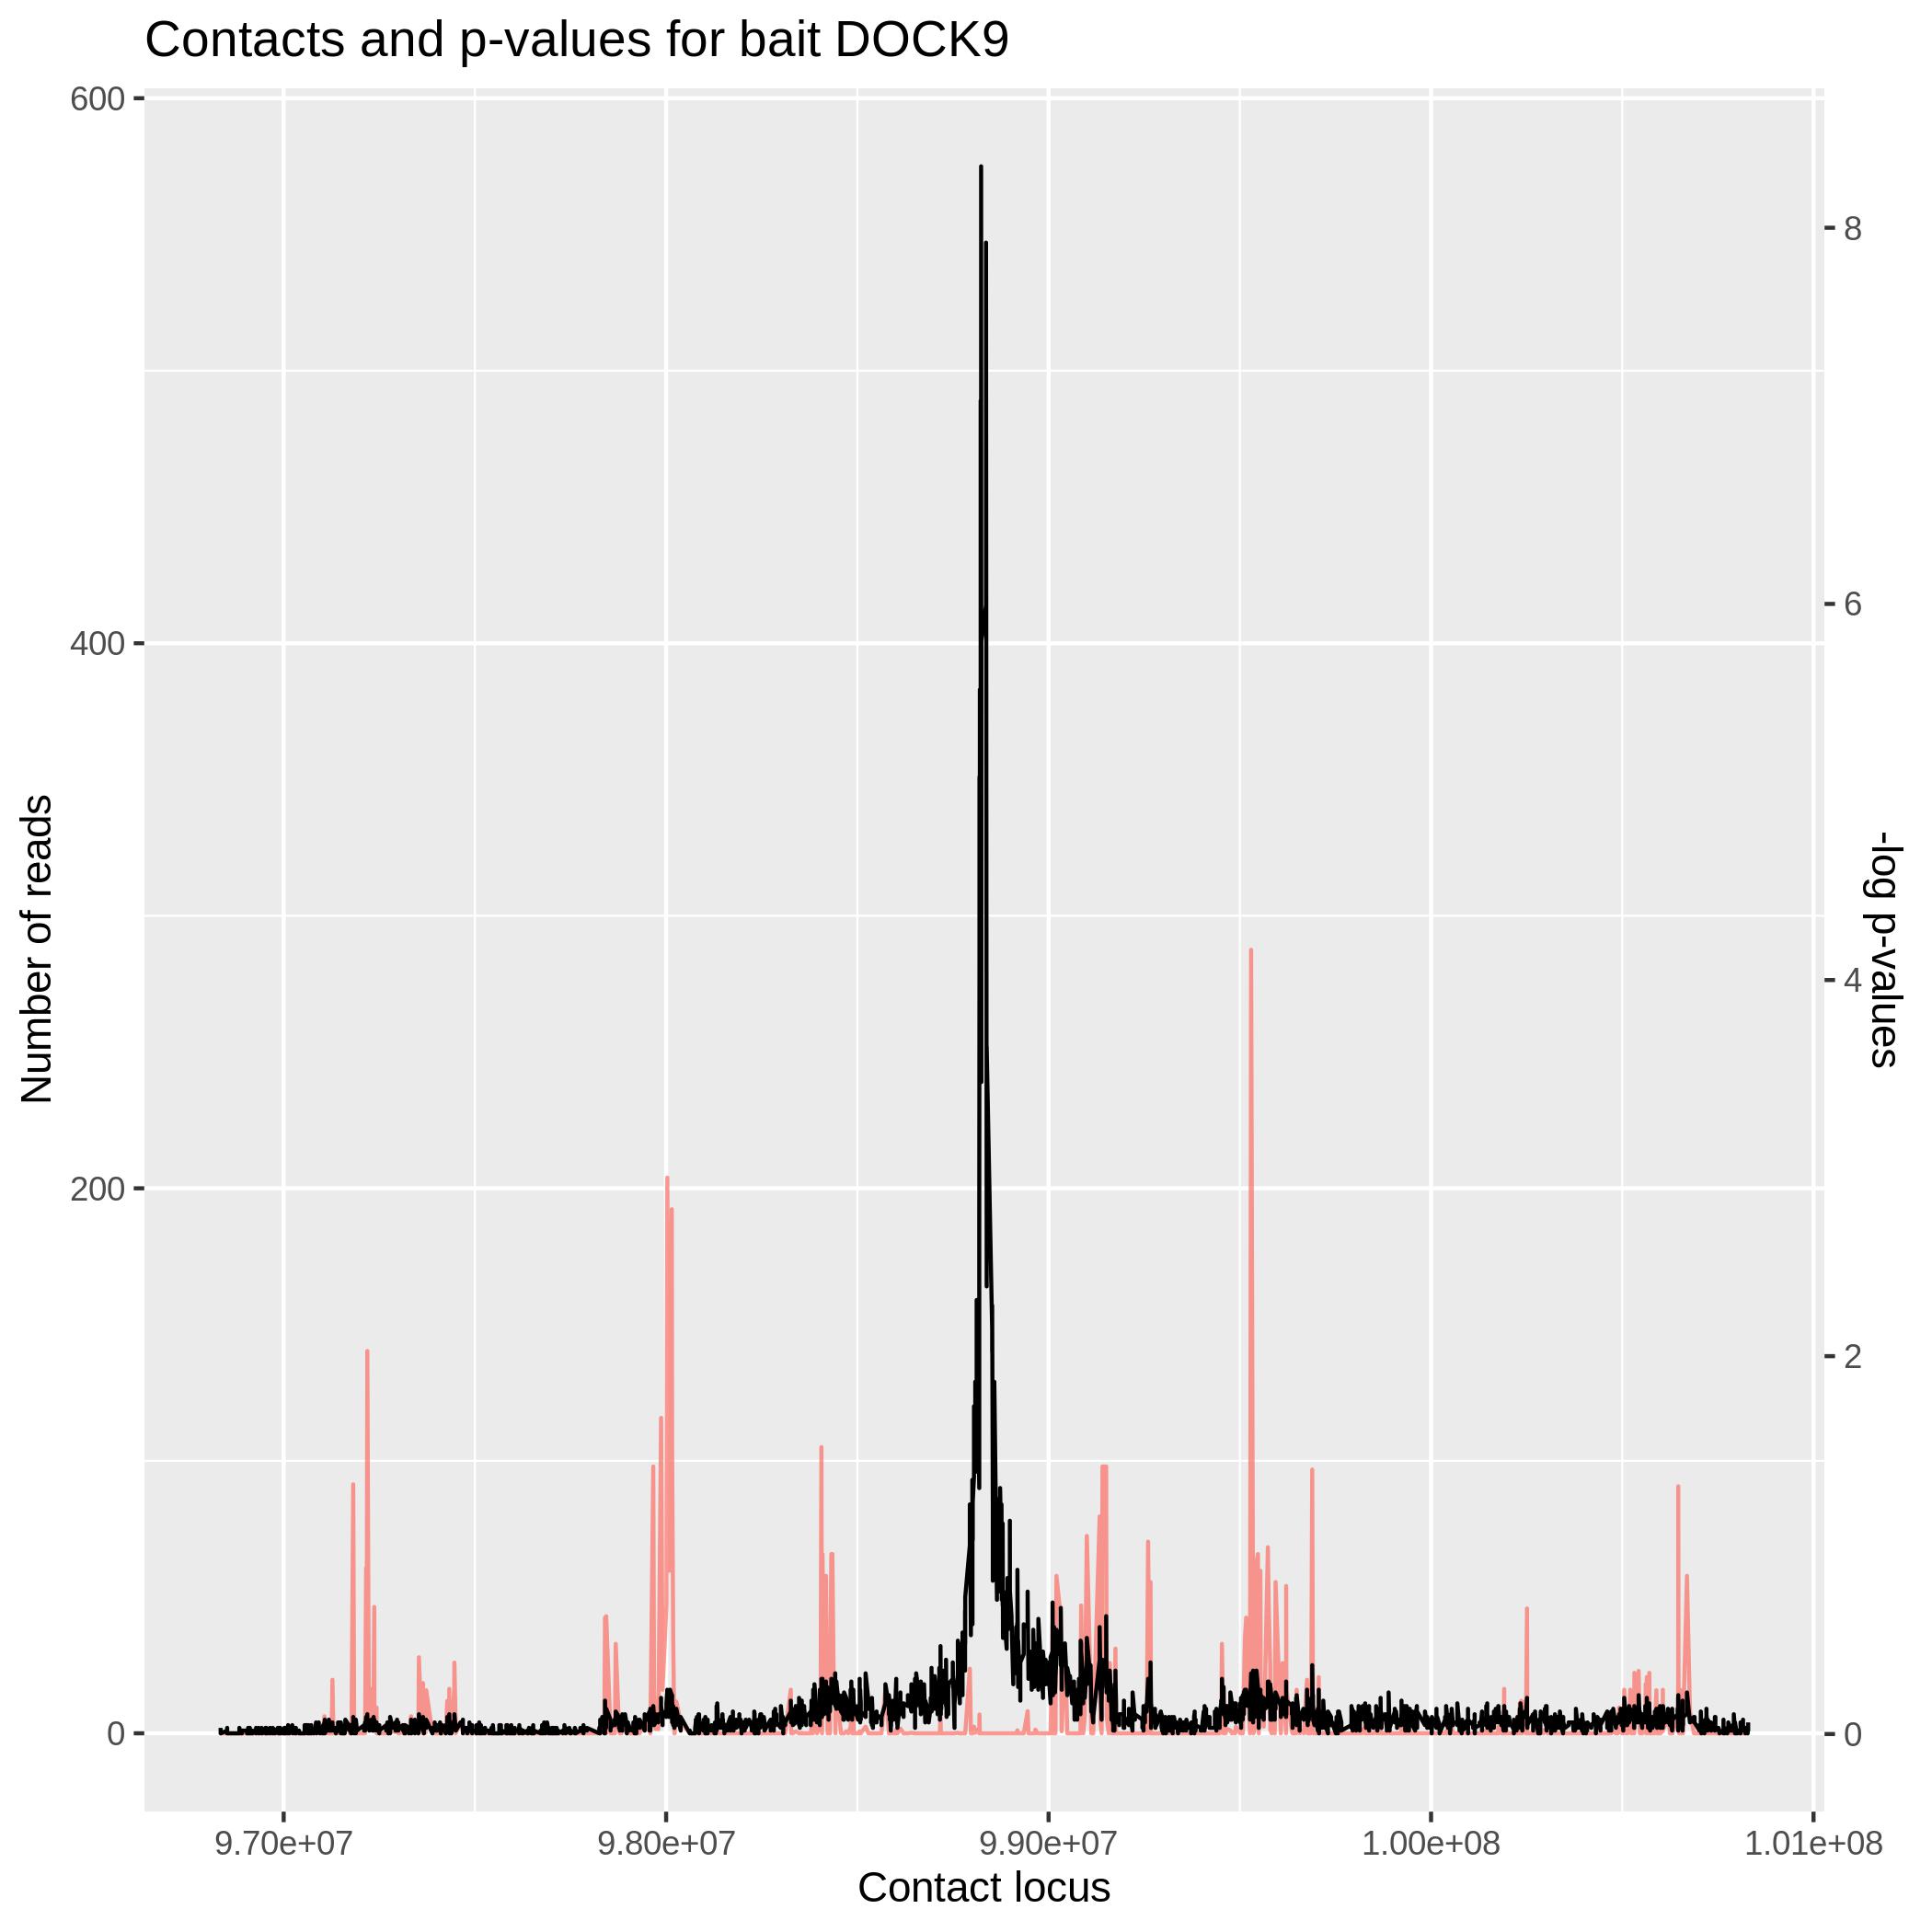 Contacts and p-values for bait DOCK9
600
400
200
0
Number of reads
8
6
4
2
0
-log p-values
9.70e+07 9.80e+07 9.90e+07 1.00e+08 1.01e+08
Contact locus